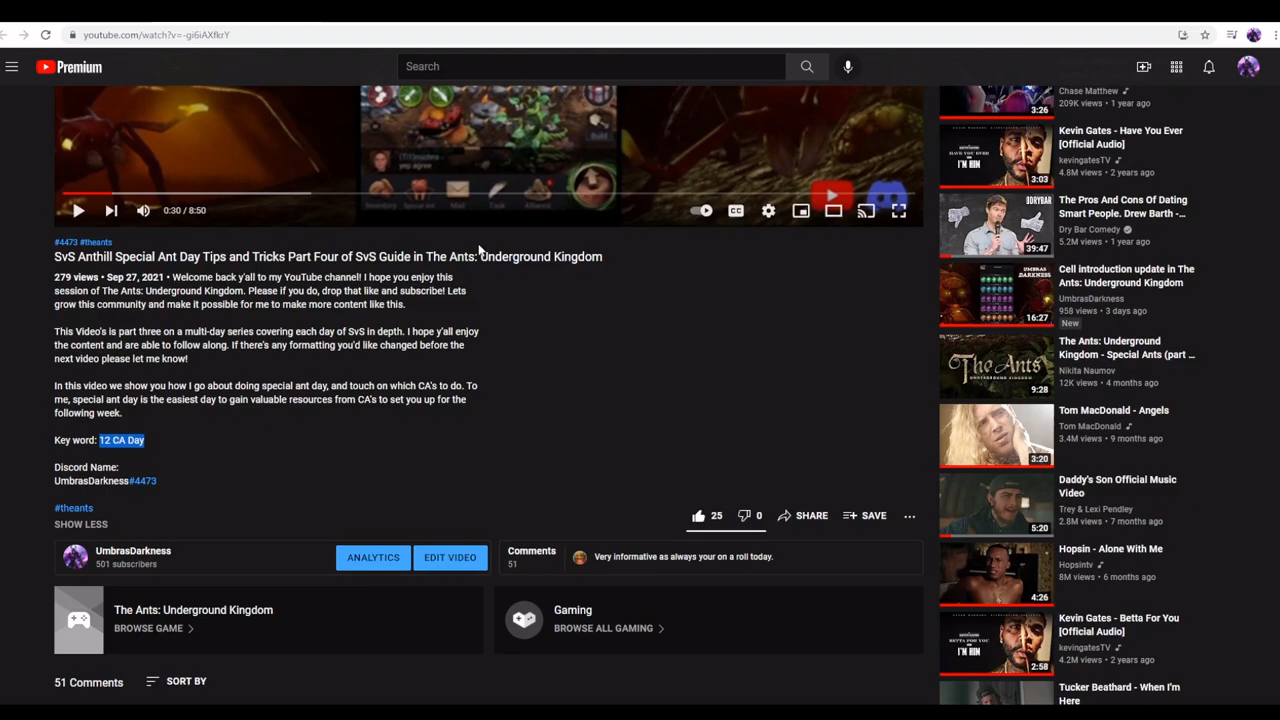 youtube.com/watch?v=-gi6iAXfkrY
Premium
Search
Build
yep agree
Inventory
Mail
Task
Alliance
0:30 / 8:50
CC
#4473 #theants
SvS Anthill Special Ant Day Tips and Tricks Part Four of SvS Guide in The Ants: Underground Kingdom
279 views • Sep 27, 2021 • Welcome back y'all to my YouTube channel! I hope you enjoy this
session of The Ants: Underground Kingdom. Please if you do, drop that like and subscribe! Lets
grow this community and make it possible for me to make more content like this.
This Video's is part three on a multi-day series covering each day of SvS in depth. I hope y'all enjoy
the content and are able to follow along. If there's any formatting you'd like changed before the
next video please let me know!
In this video we show you how I go about doing special ant day, and touch on which CA's to do. To
me, special ant day is the easiest day to gain valuable resources from CA's to set you up for the
following week.
Key word: 12 CA Day
Discord Name:
UmbrasDarkness#4473
#theants
SHOW LESS
25
0
SHARE
SAVE
UmbrasDarkness
501 subscribers
ANALYTICS
EDIT VIDEO
Comments
51
Very informative as always your on a roll today.
The Ants: Underground Kingdom
BROWSE GAME
Gaming
BROWSE ALL GAMING
51 Comments
SORT BY
Chase Matthew
209K views • 1 year ago
3:26
Kevin Gates - Have You Ever
[Official Audio]
kevingatesTV
4.8M views • 2 years ago
I'M HIM
3:03
The Pros And Cons Of Dating
Smart People. Drew Barth -...
Dry Bar Comedy
5.2M views • 1 year ago
DRYBAR
39:47
Cell introduction update in The
Ants: Underground Kingdom
UmbrasDarkness
958 views • 3 days ago
New
UMBRAS
DARKNESS
16:27
The Ants: Underground
Kingdom - Special Ants (part ...
Nikita Naumov
12K views • 4 months ago
THE ANTS
9:28
Tom MacDonald - Angels
Tom MacDonald
3.4M views • 9 months ago
3:20
Daddy's Son Official Music
Video
Trey & Lexi Pendley
2.8M views • 7 months ago
5:20
Hopsin - Alone With Me
Hopsintv
8M views • 6 months ago
4:26
Kevin Gates - Betta For You
[Official Audio]
kevingatesTV
4.2M views • 2 years ago
I'M HIM
2:58
Tucker Beathard - When I'm
Here